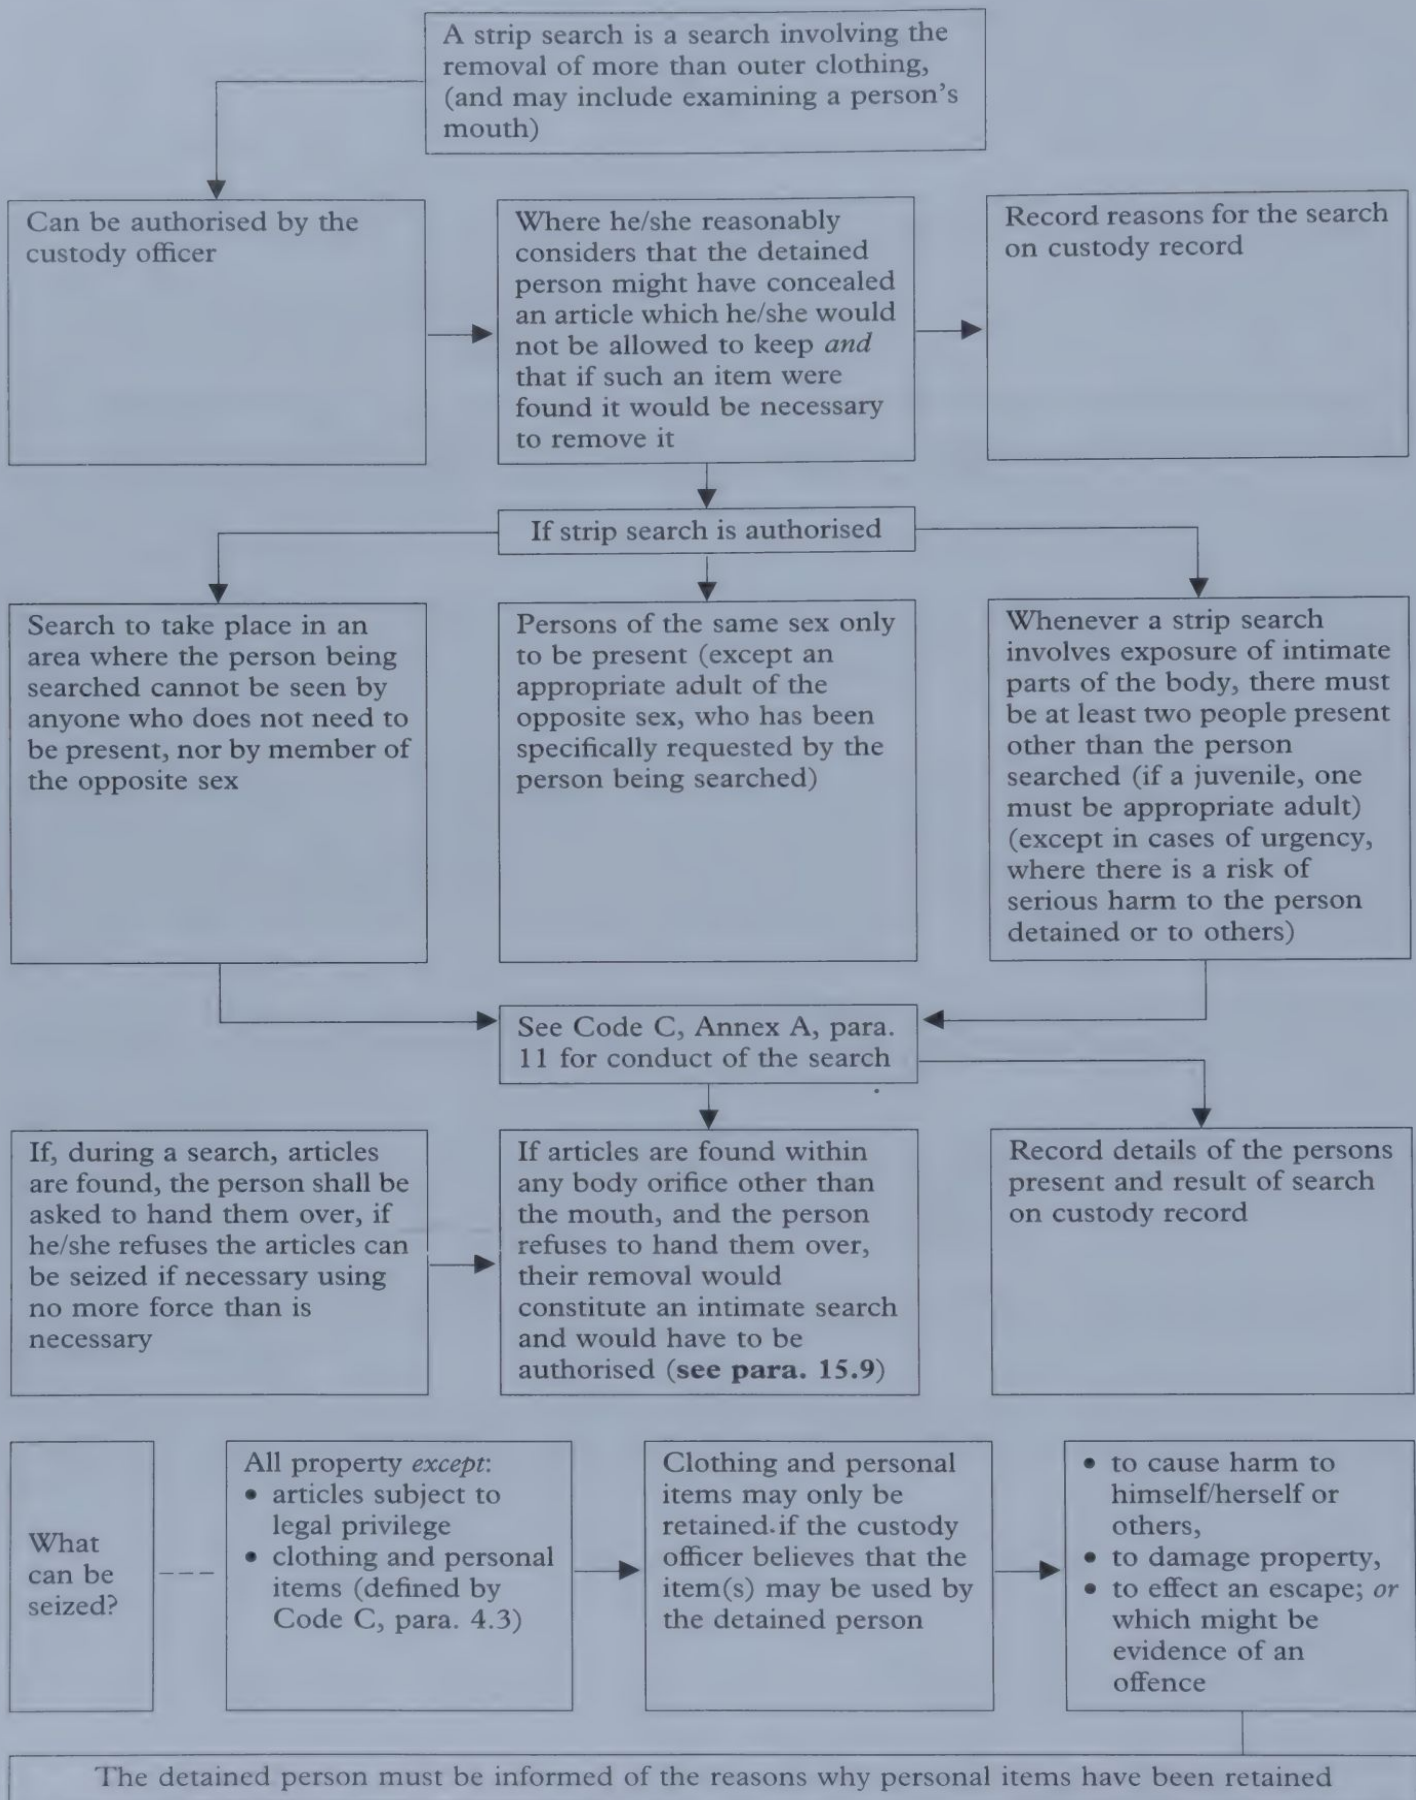 A strip search is a search involving the
removal of more than outer clothing,
(and may include examining a person's
mouth)
Can be authorised by the
custody officer
Where he/she reasonably
considers that the detained
person might have concealed
an article which he/she would
not be allowed to keep and
that if such an item were
found it would be necessary
to remove it
Record reasons for the search
on custody record
If strip search is authorised
Search to take place in an
area where the person being
searched cannot be seen by
anyone who does not need to
be present, nor by member of
the opposite sex
Persons of the same sex only
to be present (except an
appropriate adult of the
opposite sex, who has been
specifically requested by the
person being searched)
Whenever a strip search
involves exposure of intimate
parts of the body, there must
be at least two people present
other than the person
searched (if a juvenile, one
must be appropriate adult)
(except in cases of urgency,
where there is a risk of
serious harm to the person
detained or to others)
See Code C, Annex A, para.
11 for conduct of the search
If, during a search, articles
are found, the person shall be
asked to hand them over, if
he/she refuses the articles can
be seized if necessary using
no more force than is
necessary
If articles are found within
any body orifice other than
the mouth, and the person
refuses to hand them over,
their removal would
constitute an intimate search
and would have to be
authorised (see para. 15.9)
Record details of the persons
present and result of search
on custody record
What
can be
seized?
All property except:
• articles subject to
legal privilege
• clothing and personal
items (defined by
Code C, para. 4.3)
Clothing and personal
items may only be
retained if the custody
officer believes that the
item(s) may be used by
the detained person
• to cause harm to
himself/herself or
others,
• to damage property,
• to effect an escape; or
which might be
evidence of an
offence
The detained person must be informed of the reasons why personal items have been retained